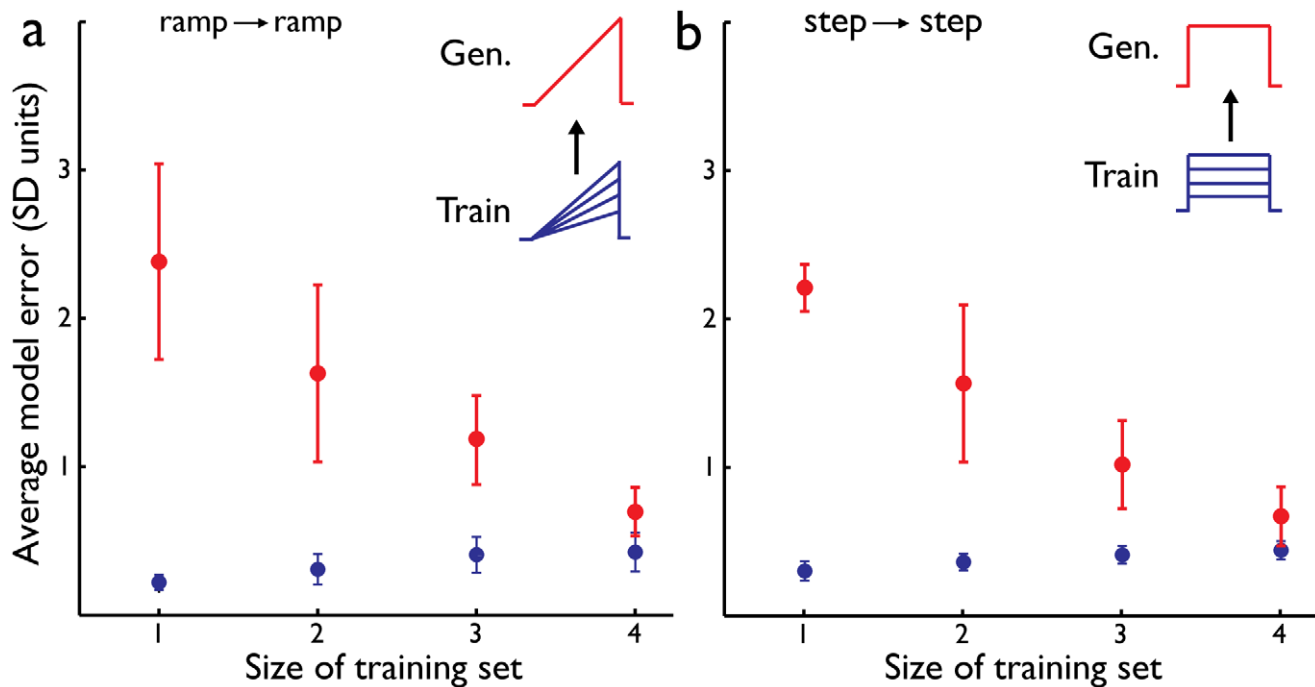 a
ramp → ramp
Gen.
Train
Average model error (SD units)
3
2
1
1 2 3 4
Size of training set
b
step → step
Gen.
Train
3
2
1
1 2 3 4
Size of training set